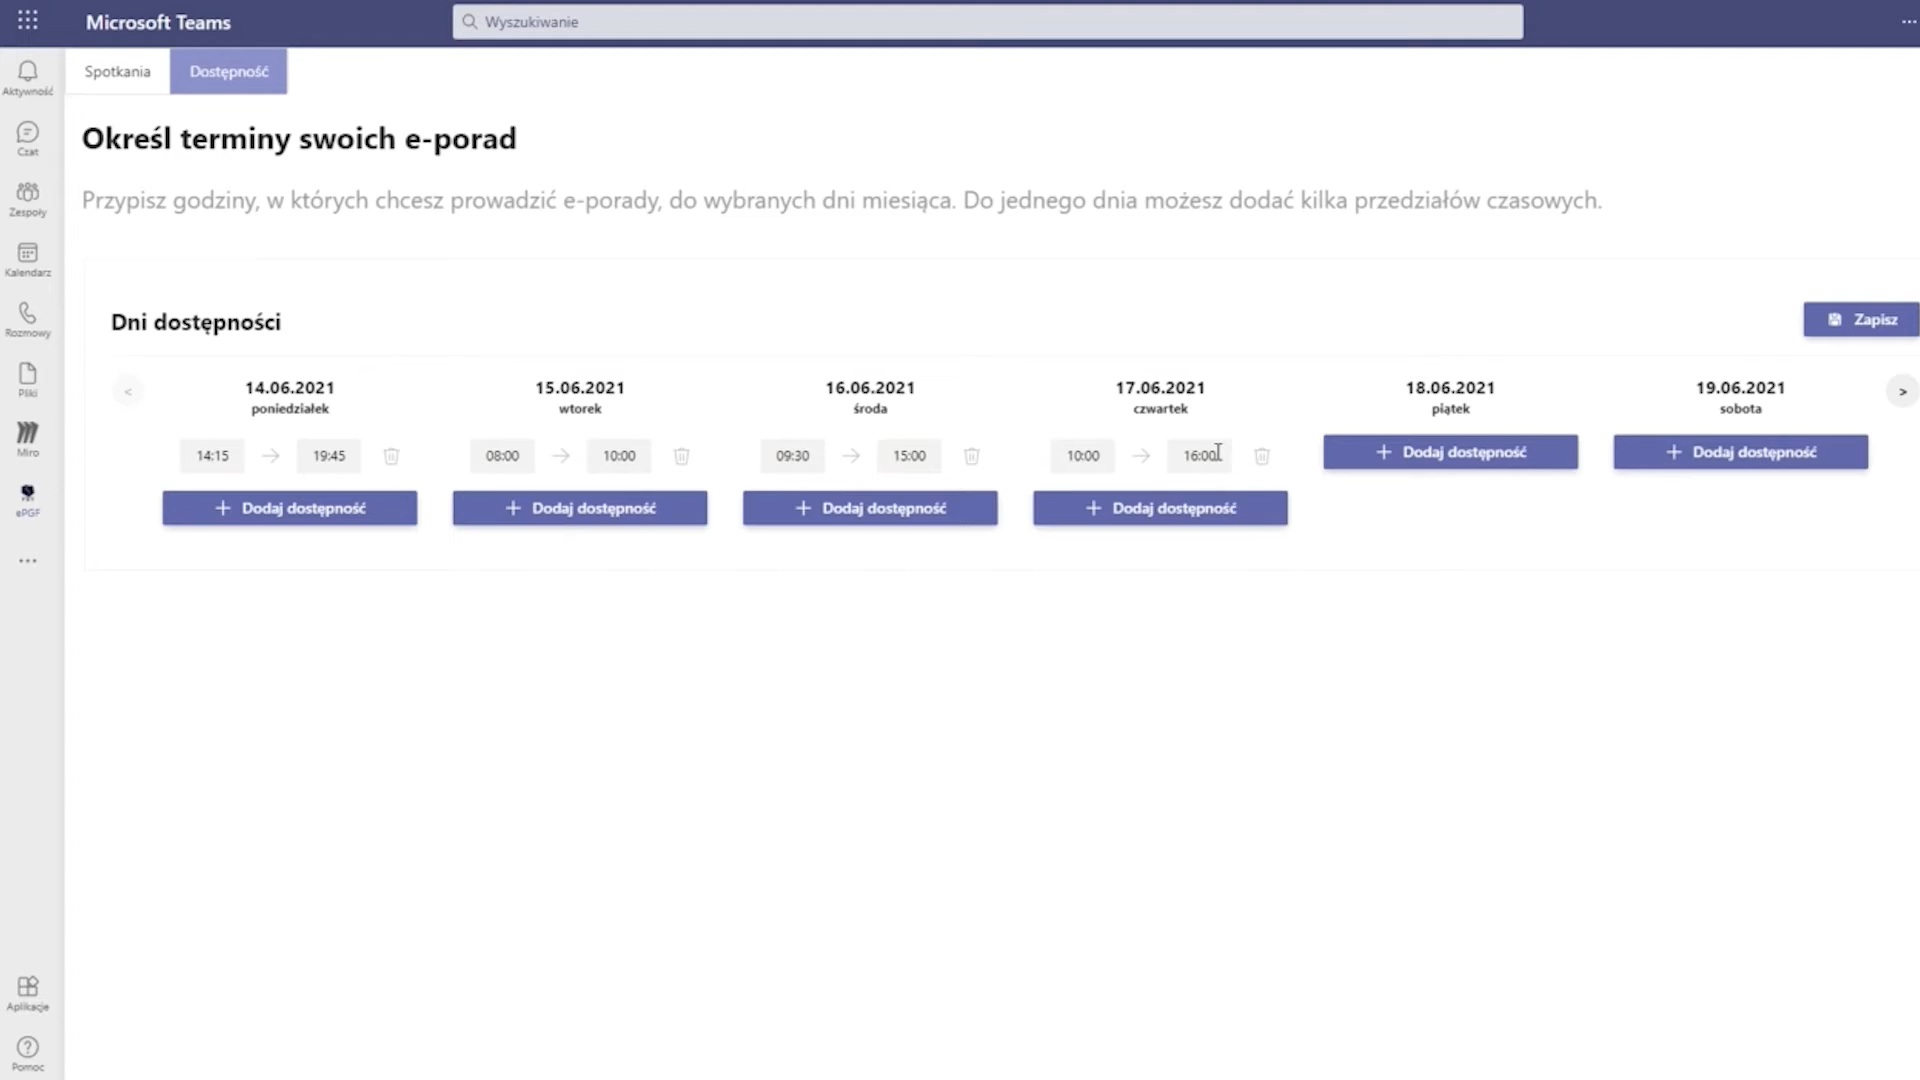 Microsoft Teams
Wyszukiwanie
Aktywność
Czat
Zespoły
Kalendarz
Rozmowy
Pliki
Miro
ePGF
Aplikacje
Pomoc
Spotkania
Dostępność
Określ terminy swoich e-porad
Przypisz godziny, w których chcesz prowadzić e-porady, do wybranych dni miesiąca. Do jednego dnia możesz dodać kilka przedziałów czasowych.
Dni dostępności
Zapisz
< 14.06.2021 15.06.2021 16.06.2021 17.06.2021 18.06.2021 19.06.2021 >
poniedziałek wtorek środa czwartek piątek sobota
14:15 → 19:45 08:00 → 10:00 09:30 → 15:00 10:00 → 16:00 + Dodaj dostępność + Dodaj dostępność
+ Dodaj dostępność + Dodaj dostępność + Dodaj dostępność + Dodaj dostępność